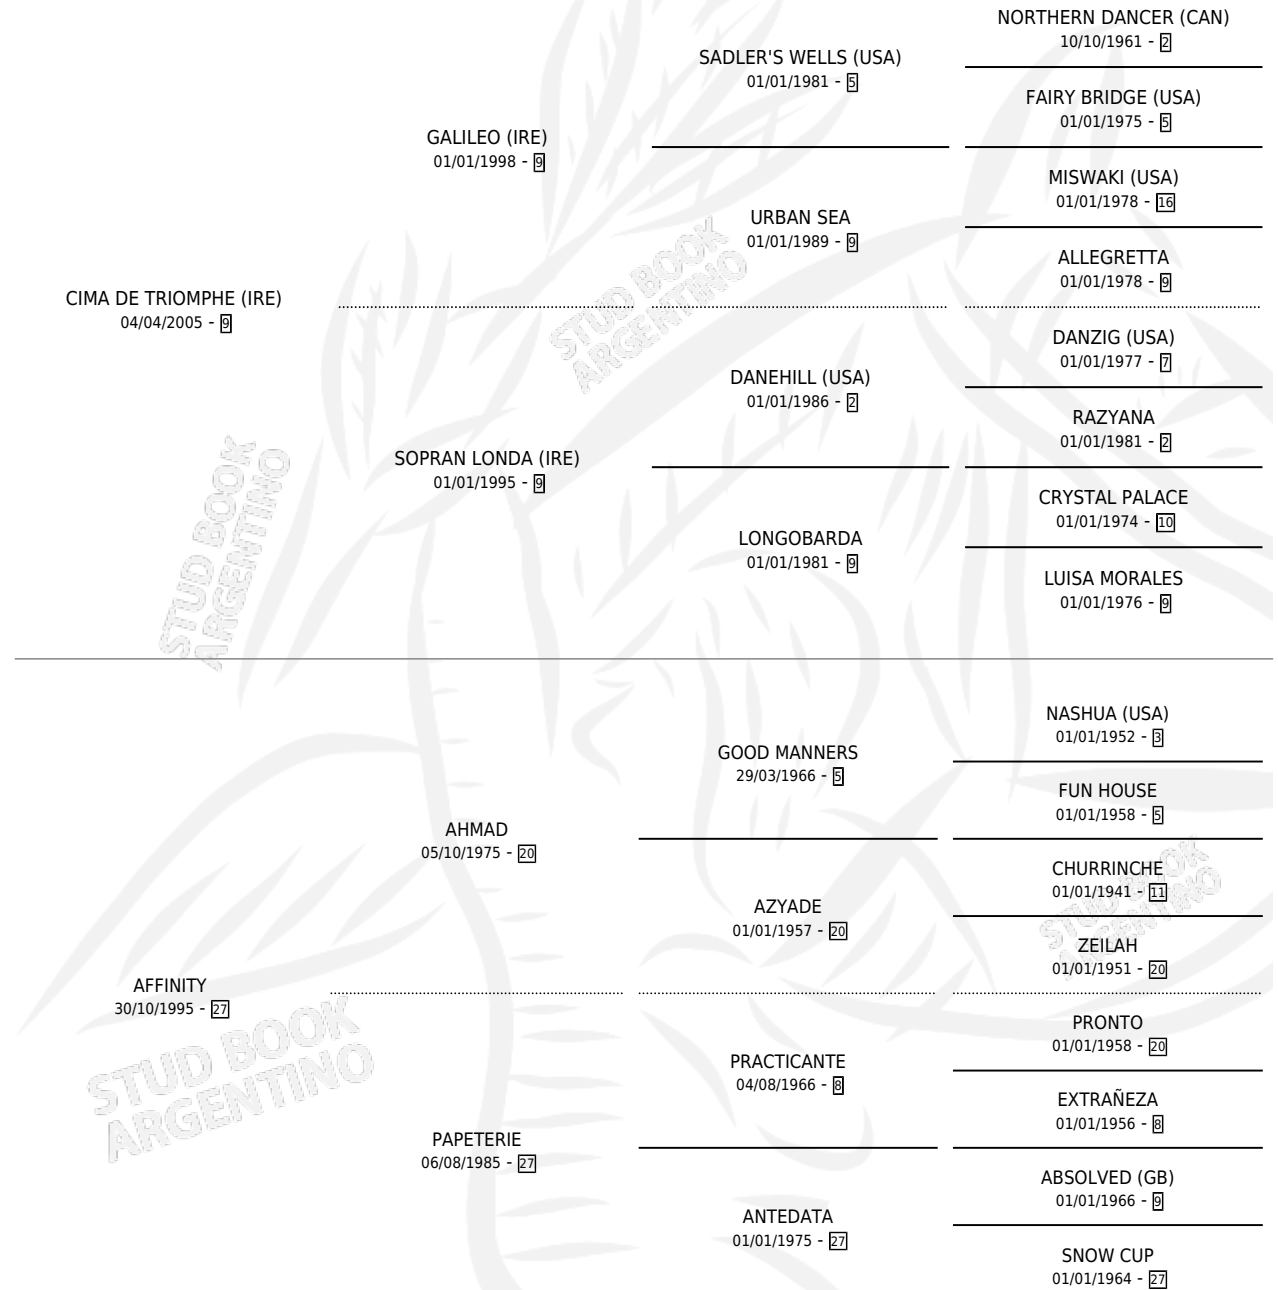 NORTHERN DANCER (CAN)
10/10/1961 - 2
SADLER'S WELLS (USA)
01/01/1981 - 5
FAIRY BRIDGE (USA)
01/01/1975 - 5
GALILEO (IRE)
01/01/1998 - 9
MISWAKI (USA)
01/01/1978 - 16
URBAN SEA
01/01/1989 - 9
ALLEGRETTA
01/01/1978 - 9
CIMA DE TRIOMPHE (IRE)
04/04/2005 - 9
DANZIG (USA)
01/01/1977 - 7
DANEHILL (USA)
01/01/1986 - 2
RAZYANA
01/01/1981 - 2
SOPRAN LONDA (IRE)
01/01/1995 - 9
CRYSTAL PALACE
01/01/1974 - 10
LONGOBARDA
01/01/1981 - 9
LUISA MORALES
01/01/1976 - 9
NASHUA (USA)
01/01/1952 - 3
GOOD MANNERS
29/03/1966 - 5
FUN HOUSE
01/01/1958 - 5
AHMAD
05/10/1975 - 20
CHURRINCHE
01/01/1941 - 11
AZYADE
01/01/1957 - 20
ZEILAH
01/01/1951 - 20
AFFINITY
30/10/1995 - 27
PRONTO
01/01/1958 - 20
PRACTICANTE
04/08/1966 - 8
EXTRAÑEZA
01/01/1956 - 8
PAPETERIE
06/08/1985 - 27
ABSOLVED (GB)
01/01/1966 - 9
ANTEDATA
01/01/1975 - 27
SNOW CUP
01/01/1964 - 27
STUD BOOK
ARGENTINO
STUD BOOK
ARGENTINO
STUD BOOK
ARGENTINO
STUD BOOK
ARGENTINO